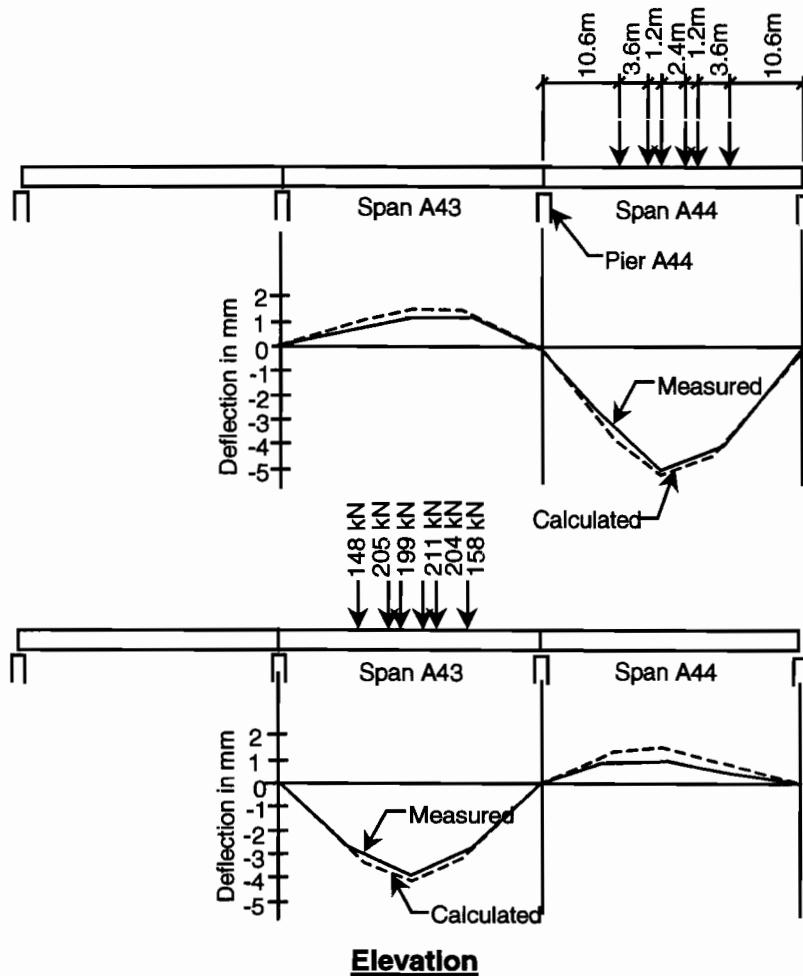 10.6m
3.6m
1.2m
2.4m
1.2m
3.6m
10.6m
Span A43
Span A44
Pier A44
Deflection in mm
2
1
0
-1
-2
-3
-4
-5
Measured
Calculated
148 kN
205 kN
199 kN
211 kN
204 kN
158 kN
Span A43
Span A44
Deflection in mm
2
1
0
-1
-2
-3
-4
-5
Measured
Calculated
Elevation